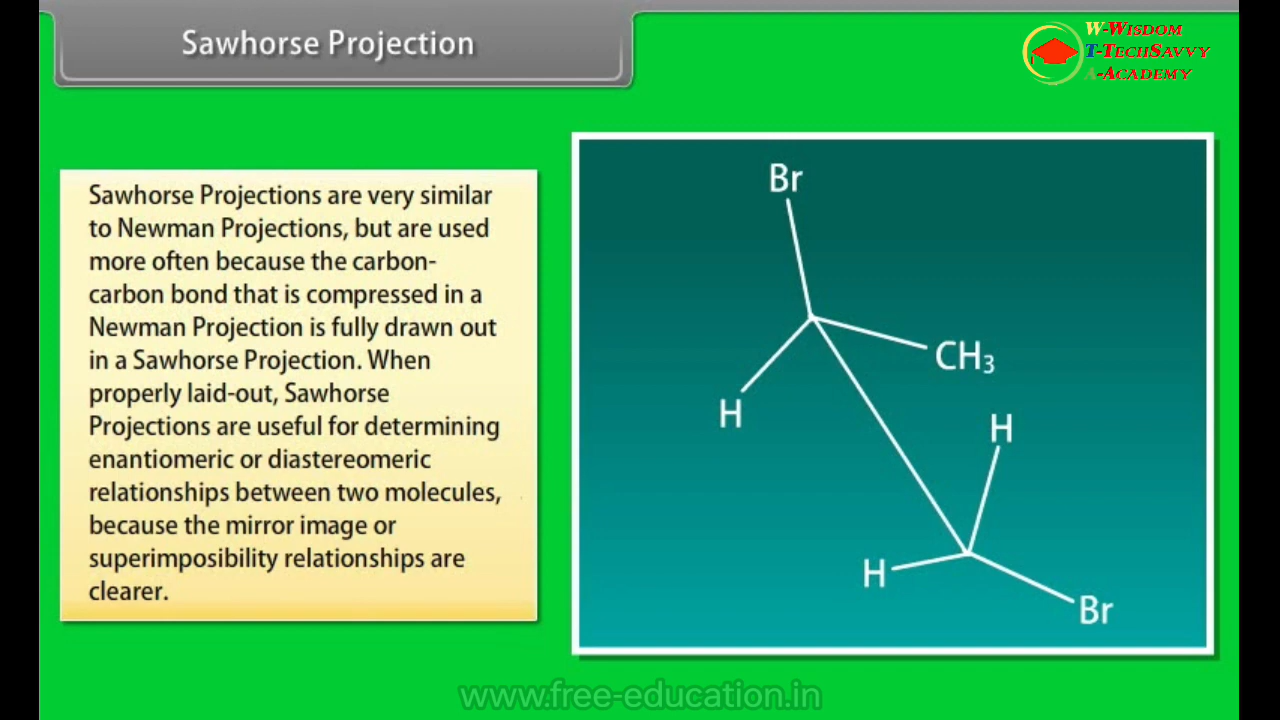 Sawhorse Projection
W-Wisdom
T-TechSavvy
A-Academy
Sawhorse Projections are very similar
to Newman Projections, but are used
more often because the carbon-
carbon bond that is compressed in a
Newman Projection is fully drawn out
in a Sawhorse Projection. When
properly laid-out, Sawhorse
Projections are useful for determining
enantiomeric or diastereomeric
relationships between two molecules,
because the mirror image or
superimposibility relationships are
clearer.
Br
CH₃
H
H
H
Br
www.free-education.in